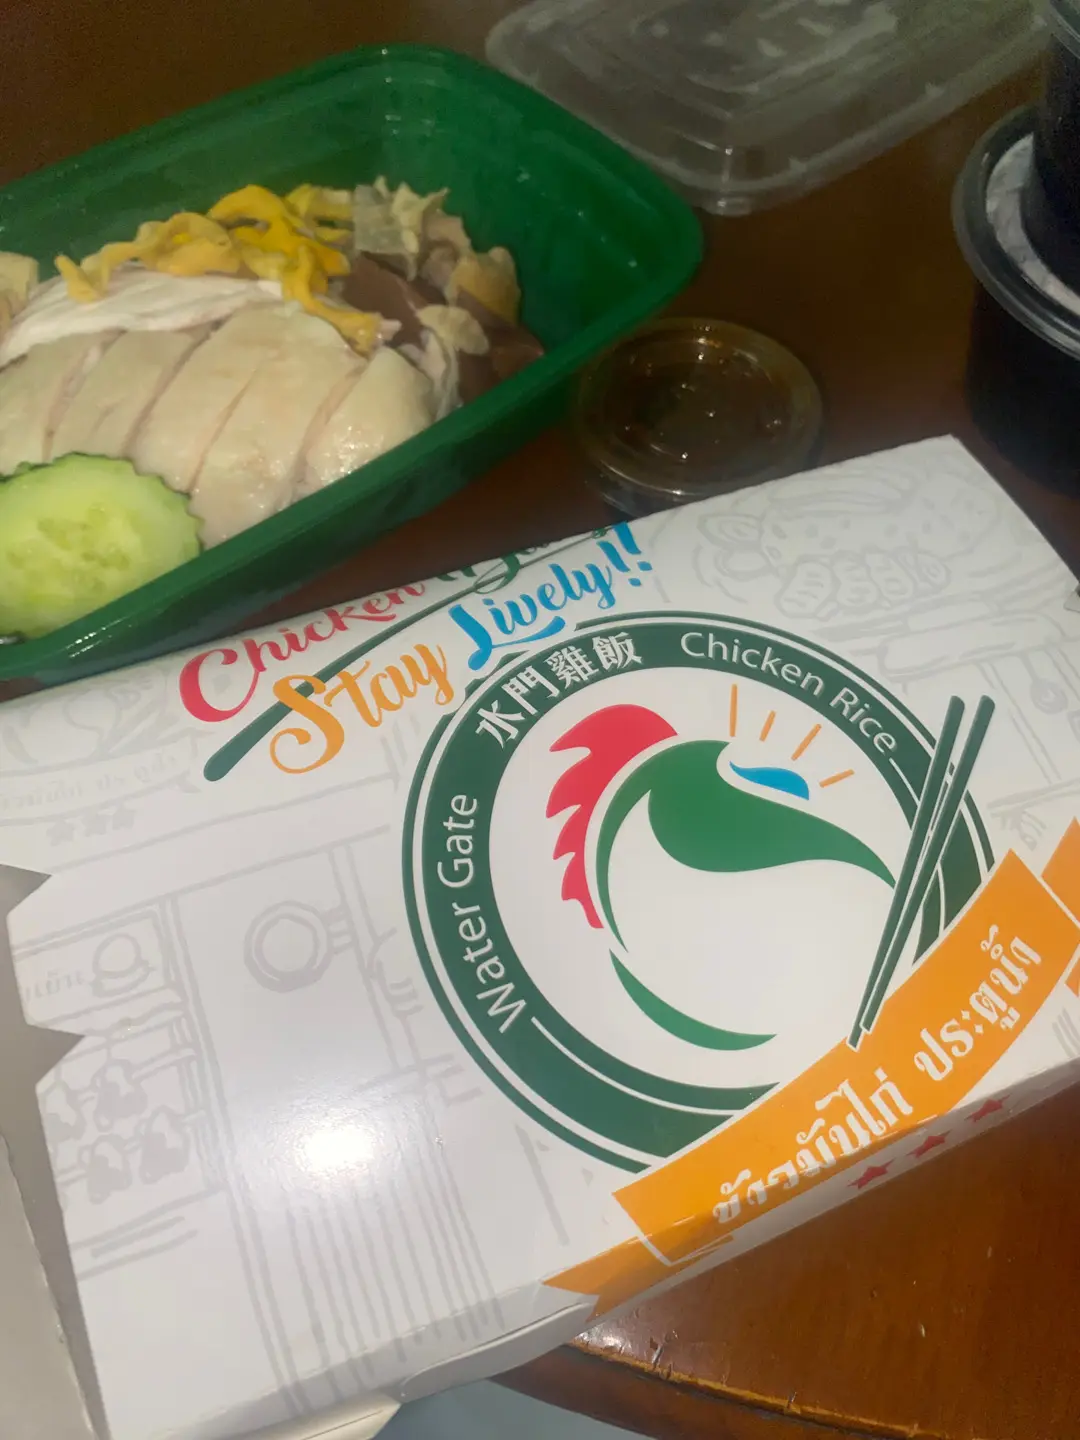 Chicken
Stay Lively!!
水門雞飯
Chicken Rice
Water Gate
ข้าวมันไก่ ประตูน้ำ